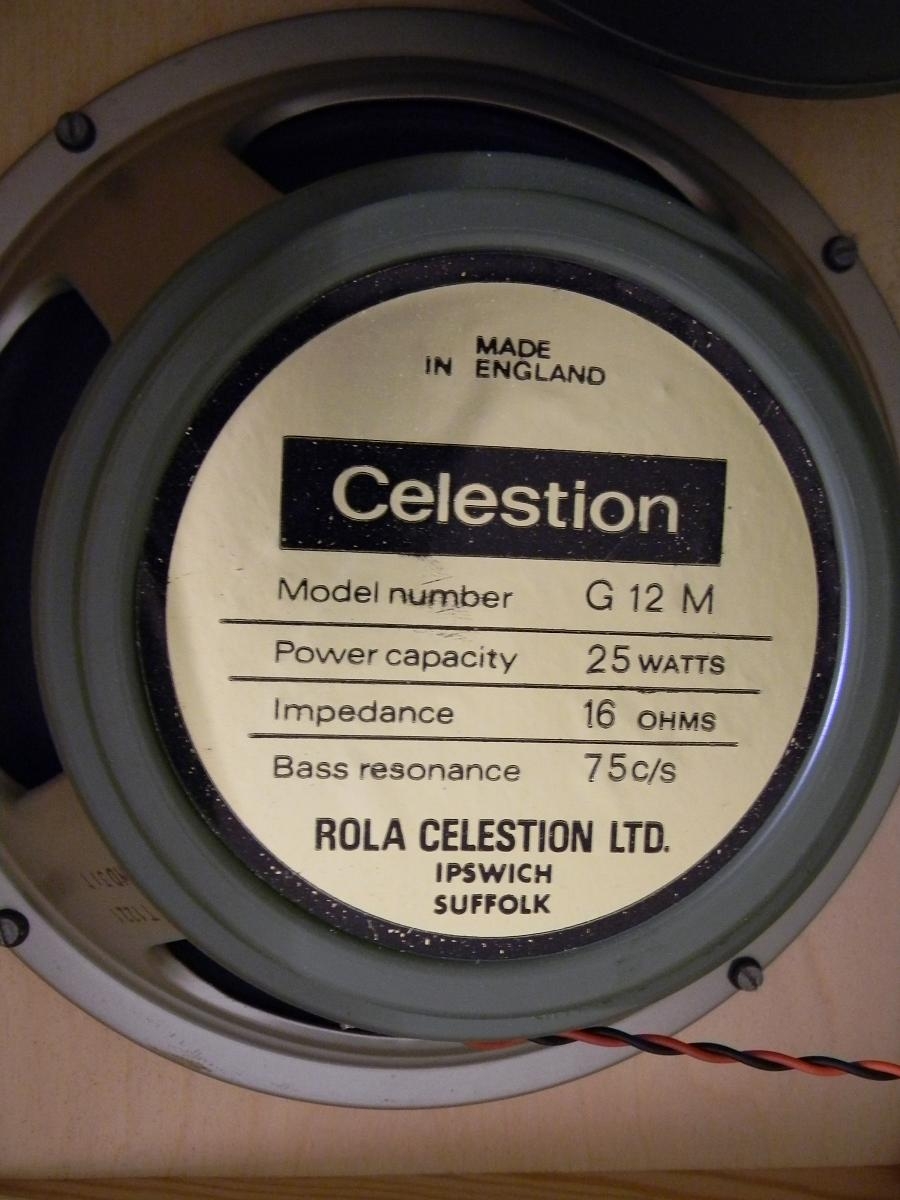 MADE
IN ENGLAND
Celestion
Model number G 12 M
Power capacity 25 WATTS
Impedance 16 OHMS
Bass resonance 75 C/S
ROLA CELESTION LTD.
IPSWICH
SUFFOLK